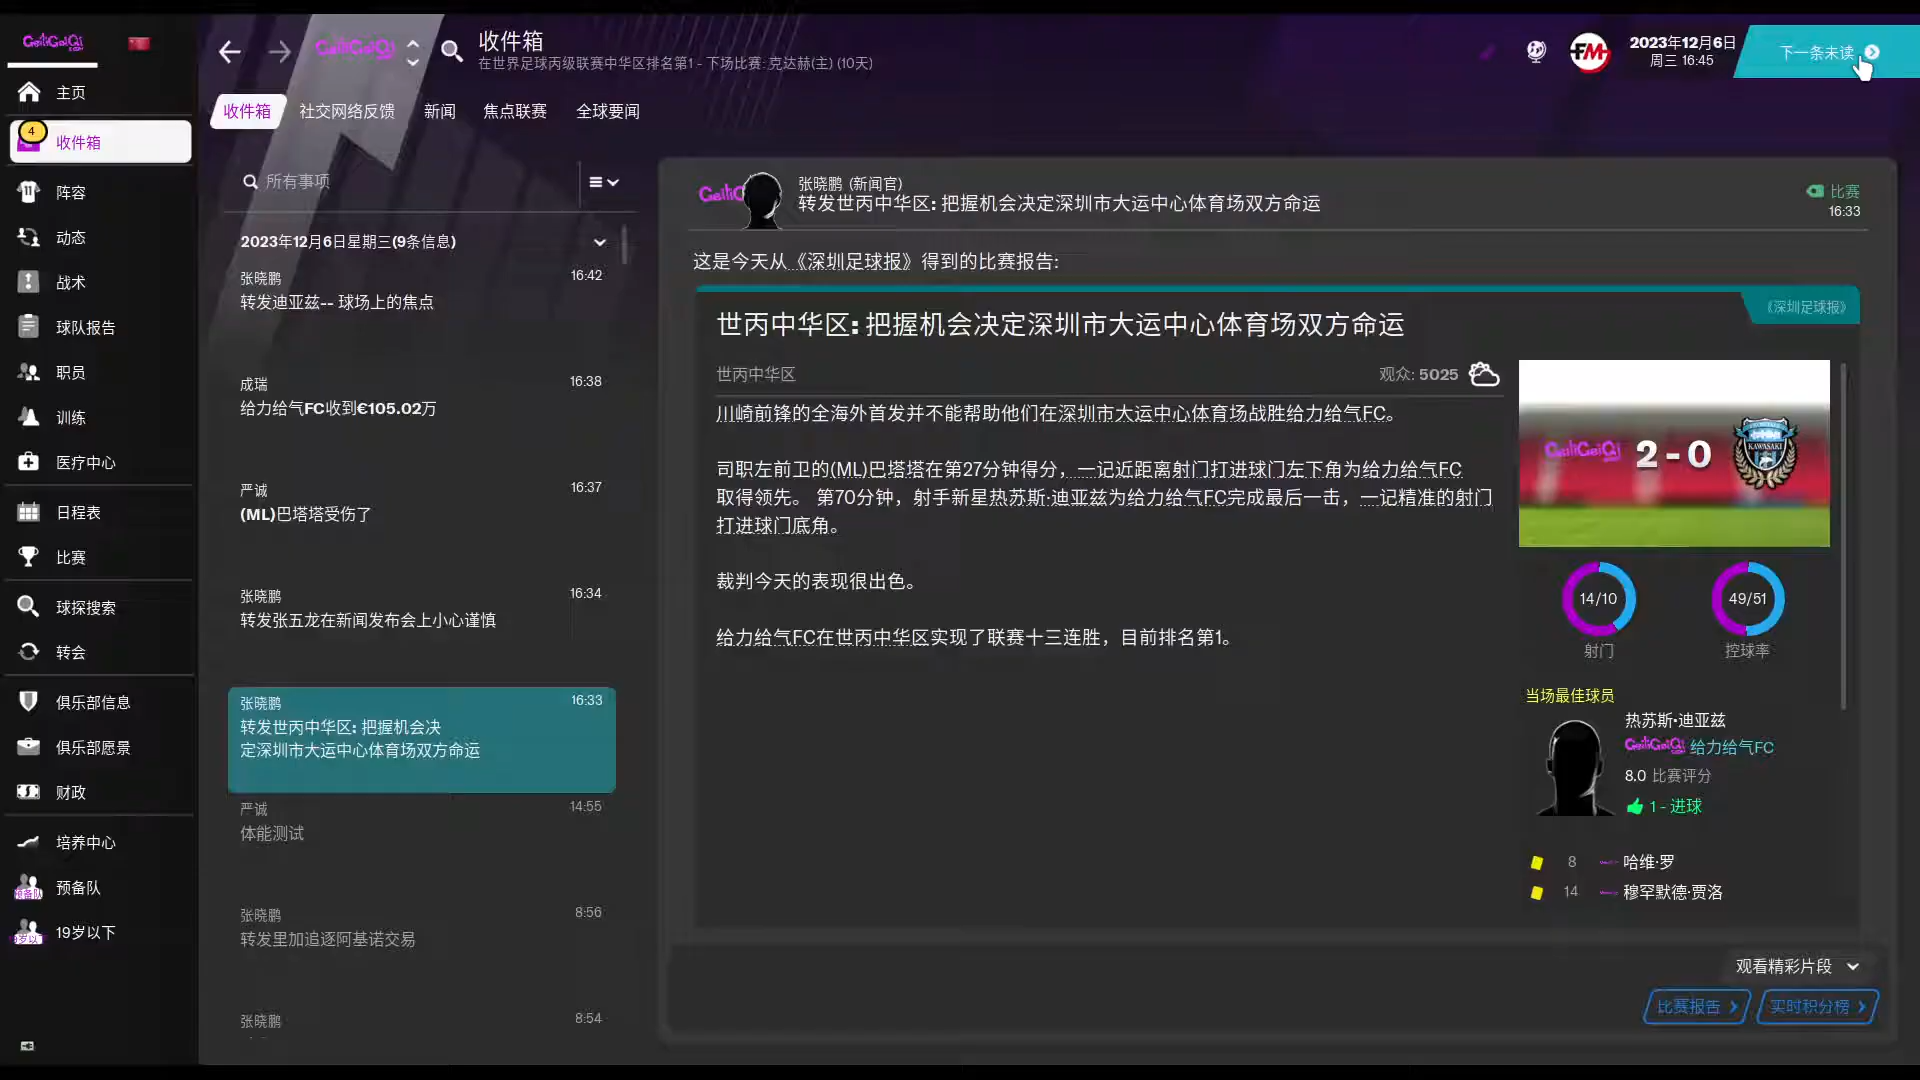 GeiliGeiQi
主页
4
收件箱
阵容
动态
战术
球队报告
职员
训练
医疗中心
日程表
比赛
球探搜索
转会
俱乐部信息
俱乐部愿景
财政
培养中心
预备队
预备队
19岁以下
GeiliGeiQi
收件箱
在世界足球丙级联赛中华区排名第1 - 下场比赛: 克达赫(主) (10天)
FM
2023年12月6日
周三 16:45
下一条未读
收件箱
社交网络反馈
新闻
焦点联赛
全球要闻
所有事项
2023年12月6日星期三(9条信息)
张晓鹏
16:42
转发迪亚兹-- 球场上的焦点
成瑞
16:38
给力给气FC收到€105.02万
严诚
16:37
(ML)巴塔塔受伤了
张晓鹏
16:34
转发张五龙在新闻发布会上小心谨慎
张晓鹏
16:33
转发世丙中华区: 把握机会决
定深圳市大运中心体育场双方命运
严诚
14:55
体能测试
张晓鹏
8:56
转发里加追逐阿基诺交易
张晓鹏
8:54
张晓鹏 (新闻官)
转发世丙中华区: 把握机会决定深圳市大运中心体育场双方命运
比赛
16:33
这是今天从《深圳足球报》得到的比赛报告:
《深圳足球报》
世丙中华区: 把握机会决定深圳市大运中心体育场双方命运
世丙中华区
观众: 5025
川崎前锋的全海外首发并不能帮助他们在深圳市大运中心体育场战胜给力给气FC。
司职左前卫的(ML)巴塔塔在第27分钟得分，一记近距离射门打进球门左下角为给力给气FC
取得领先。 第70分钟，射手新星热苏斯·迪亚兹为给力给气FC完成最后一击，一记精准的射门
打进球门底角。
裁判今天的表现很出色。
给力给气FC在世丙中华区实现了联赛十三连胜，目前排名第1。
GeiliGeiQi
2 - 0
KAWASAKI
14/10
射门
49/51
控球率
当场最佳球员
热苏斯·迪亚兹
GeiliGeiQi 给力给气FC
8.0 比赛评分
1 - 进球
8
哈维·罗
14
穆罕默德·贾洛
观看精彩片段
比赛报告
实时积分榜